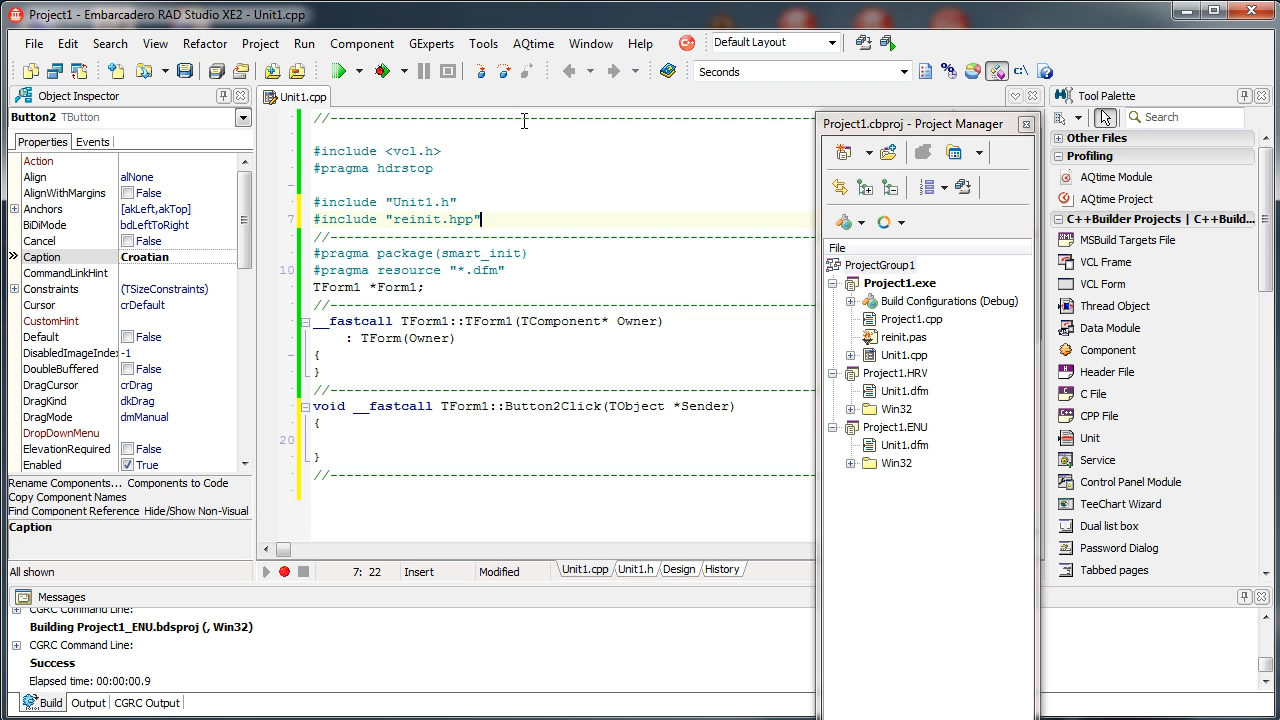 Project1 - Embarcadero RAD Studio XE2 - Unit1.cpp
File Edit Search View Refactor Project Run Component GExperts Tools AQtime Window Help Default Layout
Seconds
Object Inspector
Button2 TButton
Properties Events
Action
Align alNone
AlignWithMargins False
Anchors [akLeft,akTop]
BiDiMode bdLeftToRight
Cancel False
Caption Croatian
CommandLinkHint
Constraints (TSizeConstraints)
Cursor crDefault
CustomHint
Default False
DisabledImageIndex -1
DoubleBuffered False
DragCursor crDrag
DragKind dkDrag
DragMode dmManual
DropDownMenu
ElevationRequired False
Enabled True
Rename Components... Components to Code
Copy Component Names
Find Component Reference Hide/Show Non-Visual
Caption
All shown
Unit1.cpp
//---------------------------------------------------------------------------
#include <vcl.h>
#pragma hdrstop
#include "Unit1.h"
7 #include "reinit.hpp"
//---------------------------------------------------------------------------
#pragma package(smart_init)
10 #pragma resource "*.dfm"
TForm1 *Form1;
//---------------------------------------------------------------------------
__fastcall TForm1::TForm1(TComponent* Owner)
: TForm(Owner)
{
}
//---------------------------------------------------------------------------
void __fastcall TForm1::Button2Click(TObject *Sender)
{
20
}
//---------------------------------------------------------------------------
7: 22 Insert Modified Unit1.cpp Unit1.h Design History
Project1.cbproj - Project Manager
File
ProjectGroup1
Project1.exe
Build Configurations (Debug)
Project1.cpp
reinit.pas
Unit1.cpp
Project1.HRV
Unit1.dfm
Win32
Project1.ENU
Unit1.dfm
Win32
Tool Palette
Search
Other Files
Profiling
AQtime Module
AQtime Project
C++Builder Projects | C++Build...
MSBuild Targets File
VCL Frame
VCL Form
Thread Object
Data Module
Component
Header File
C File
CPP File
Unit
Service
Control Panel Module
TeeChart Wizard
Dual list box
Password Dialog
Tabbed pages
Messages
CGRC Command Line:
Building Project1_ENU.bdsproj (, Win32)
CGRC Command Line:
Success
Elapsed time: 00:00:00.9
Build Output CGRC Output